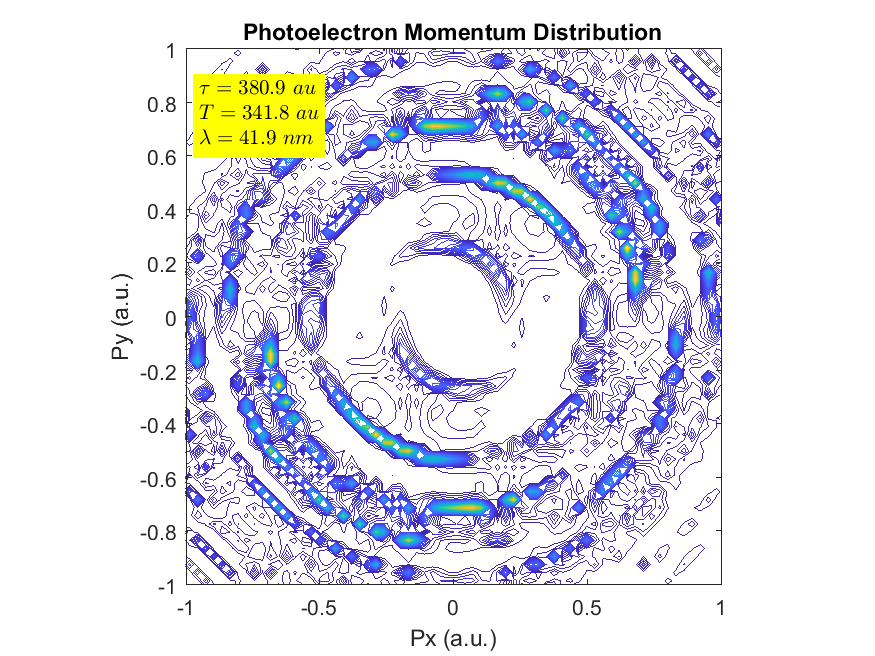 Photoelectron Momentum Distribution
τ = 380.9 au
T = 341.8 au
λ = 41.9 nm
1
0.8
0.6
0.4
0.2
0
-0.2
-0.4
-0.6
-0.8
-1
Py (a.u.)
-1 -0.5 0 0.5 1
Px (a.u.)